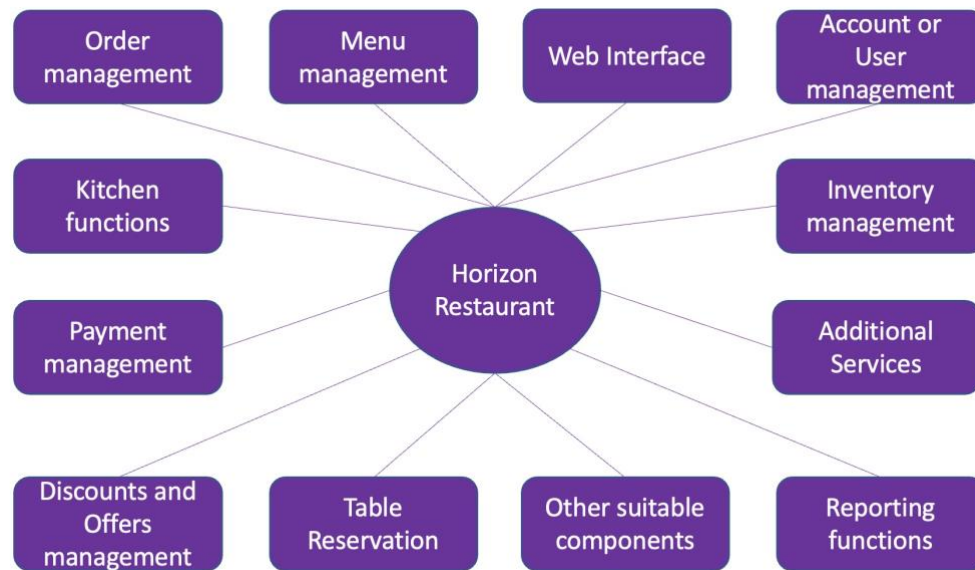 Order
management
Menu
management
Web Interface
Account or
User
management
Kitchen
functions
Inventory
management
Horizon
Restaurant
Payment
management
Additional
Services
Discounts and
Offers
management
Table
Reservation
Other suitable
components
Reporting
functions